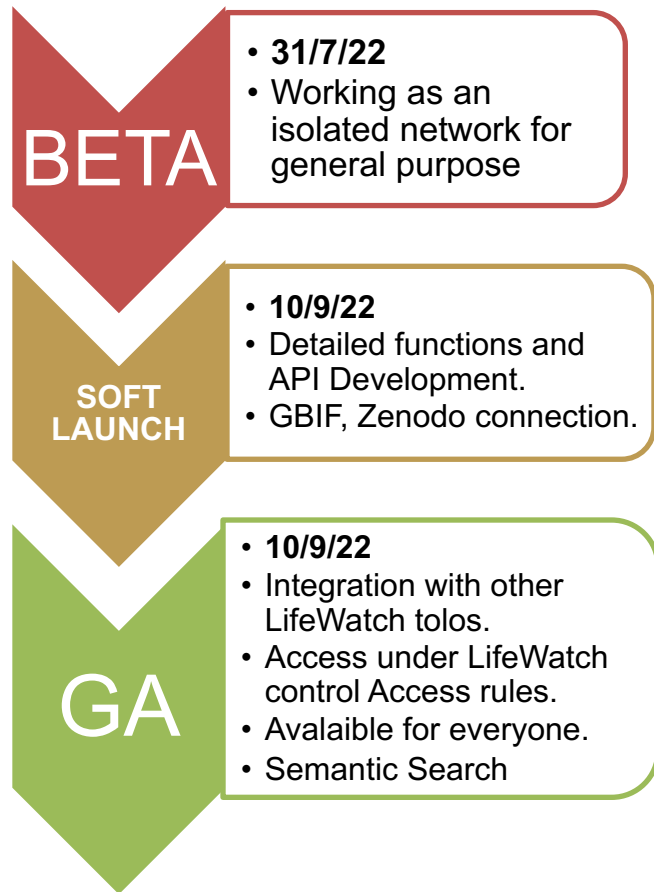 BETA
• 31/7/22
• Working as an
isolated network for
general purpose
SOFT
LAUNCH
• 10/9/22
• Detailed functions and
API Development.
• GBIF, Zenodo connection.
GA
• 10/9/22
• Integration with other
LifeWatch tolos.
• Access under LifeWatch
control Access rules.
• Avalaible for everyone.
• Semantic Search